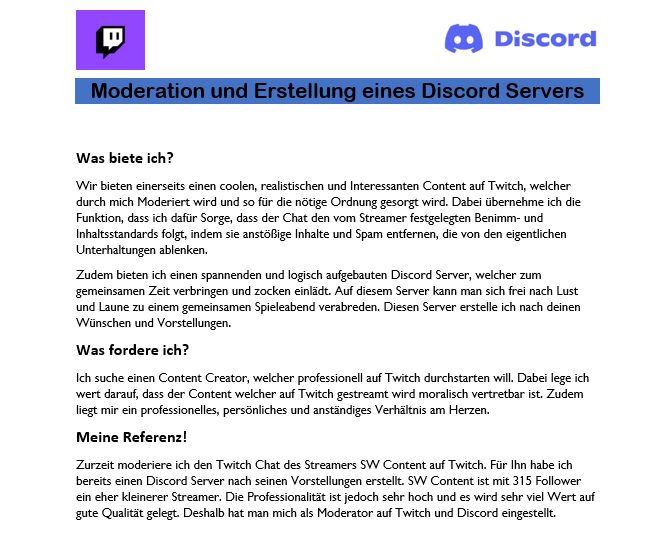 Discord
Moderation und Erstellung eines Discord Servers
Was biete ich?
Wir bieten einerseits einen coolen, realistischen und Interessanten Content auf Twitch, welcher
durch mich Moderiert wird und so für die nötige Ordnung gesorgt wird. Dabei übernehme ich die
Funktion, dass ich dafür Sorge, dass der Chat den vom Streamer festgelegten Benimm- und
Inhaltsstandards folgt, indem sie anstößige Inhalte und Spam entfernen, die von den eigentlichen
Unterhaltungen ablenken.
Zudem bieten ich einen spannenden und logisch aufgebauten Discord Server, welcher zum
gemeinsamen Zeit verbringen und zocken einlädt. Auf diesem Server kann man sich frei nach Lust
und Laune zu einem gemeinsamen Spieleabend verabreden. Diesen Server erstelle ich nach deinen
Wünschen und Vorstellungen.
Was fordere ich?
Ich suche einen Content Creator, welcher professionell auf Twitch durchstarten will. Dabei lege ich
wert darauf, dass der Content welcher auf Twitch gestreamt wird moralisch vertretbar ist. Zudem
liegt mir ein professionelles, persönliches und anständiges Verhältnis am Herzen.
Meine Referenz!
Zurzeit moderiere ich den Twitch Chat des Streamers SW Content auf Twitch. Für Ihn habe ich
bereits einen Discord Server nach seinen Vorstellungen erstellt. SW Content ist mit 315 Follower
ein eher kleinerer Streamer. Die Professionalität ist jedoch sehr hoch und es wird sehr viel Wert auf
gute Qualität gelegt. Deshalb hat man mich als Moderator auf Twitch und Discord eingestellt.